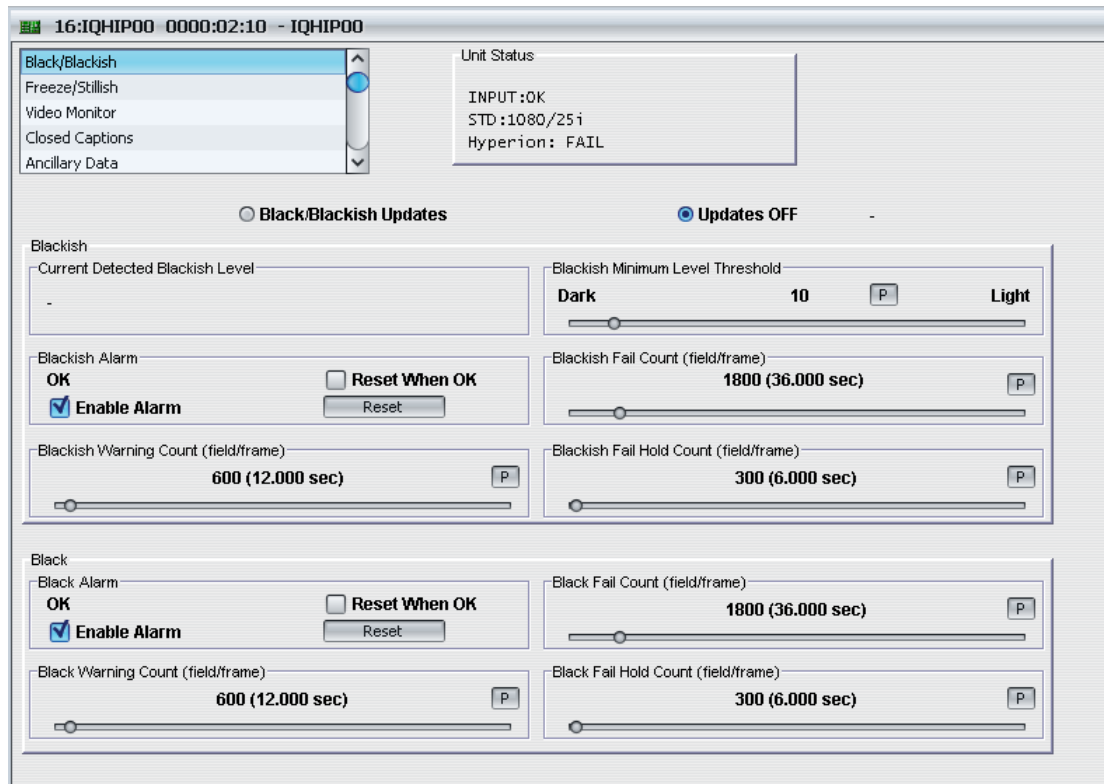 16:IQHIP00 0000:02:10 - IQHIP00
Black/Blackish
Freeze/Stillish
Video Monitor
Closed Captions
Ancillary Data
Unit Status
INPUT:OK
STD:1080/25i
Hyperion: FAIL
Black/Blackish Updates
Updates OFF -
Blackish
Current Detected Blackish Level
-
Blackish Minimum Level Threshold
Dark 10 P Light
Blackish Alarm
OK Reset When OK
Enable Alarm Reset
Blackish Fail Count (field/frame)
1800 (36.000 sec) P
Blackish Warning Count (field/frame)
600 (12.000 sec) P
Blackish Fail Hold Count (field/frame)
300 (6.000 sec) P
Black
Black Alarm
OK Reset When OK
Enable Alarm Reset
Black Fail Count (field/frame)
1800 (36.000 sec) P
Black Warning Count (field/frame)
600 (12.000 sec) P
Black Fail Hold Count (field/frame)
300 (6.000 sec) P